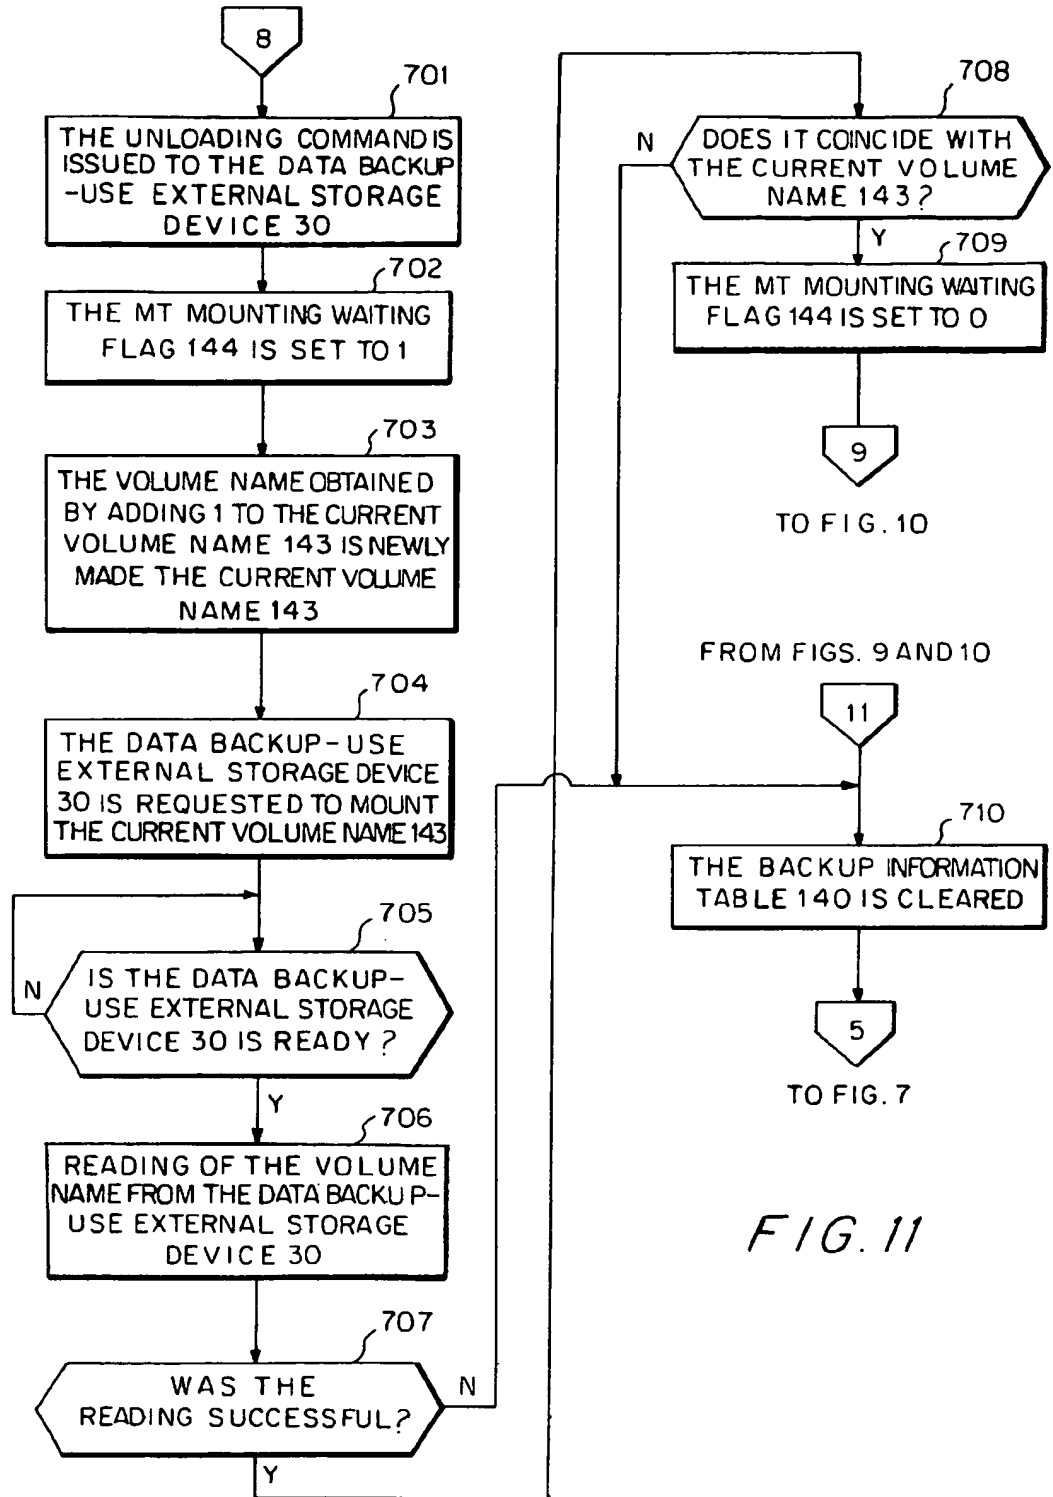 8
701
THE UNLOADING COMMAND IS
ISSUED TO THE DATA BACKUP
-USE EXTERNAL STORAGE
DEVICE 30
702
THE MT MOUNTING WAITING
FLAG 144 IS SET TO 1
703
THE VOLUME NAME OBTAINED
BY ADDING 1 TO THE CURRENT
VOLUME NAME 143 IS NEWLY
MADE THE CURRENT VOLUME
NAME 143
704
THE DATA BACKUP-USE
EXTERNAL STORAGE DEVICE
30 IS REQUESTED TO MOUNT
THE CURRENT VOLUME NAME 143
705
N
IS THE DATA BACKUP-
USE EXTERNAL STORAGE
DEVICE 30 IS READY?
Y
706
READING OF THE VOLUME
NAME FROM THE DATA BACKUP-
USE EXTERNAL STORAGE
DEVICE 30
707
WAS THE
READING SUCCESSFUL?
N
Y
708
N
DOES IT COINCIDE WITH
THE CURRENT VOLUME
NAME 143?
Y
709
THE MT MOUNTING WAITING
FLAG 144 IS SET TO 0
9
TO FIG. 10
FROM FIGS. 9 AND 10
11
710
THE BACKUP INFORMATION
TABLE 140 IS CLEARED
5
TO FIG. 7
FIG. 11